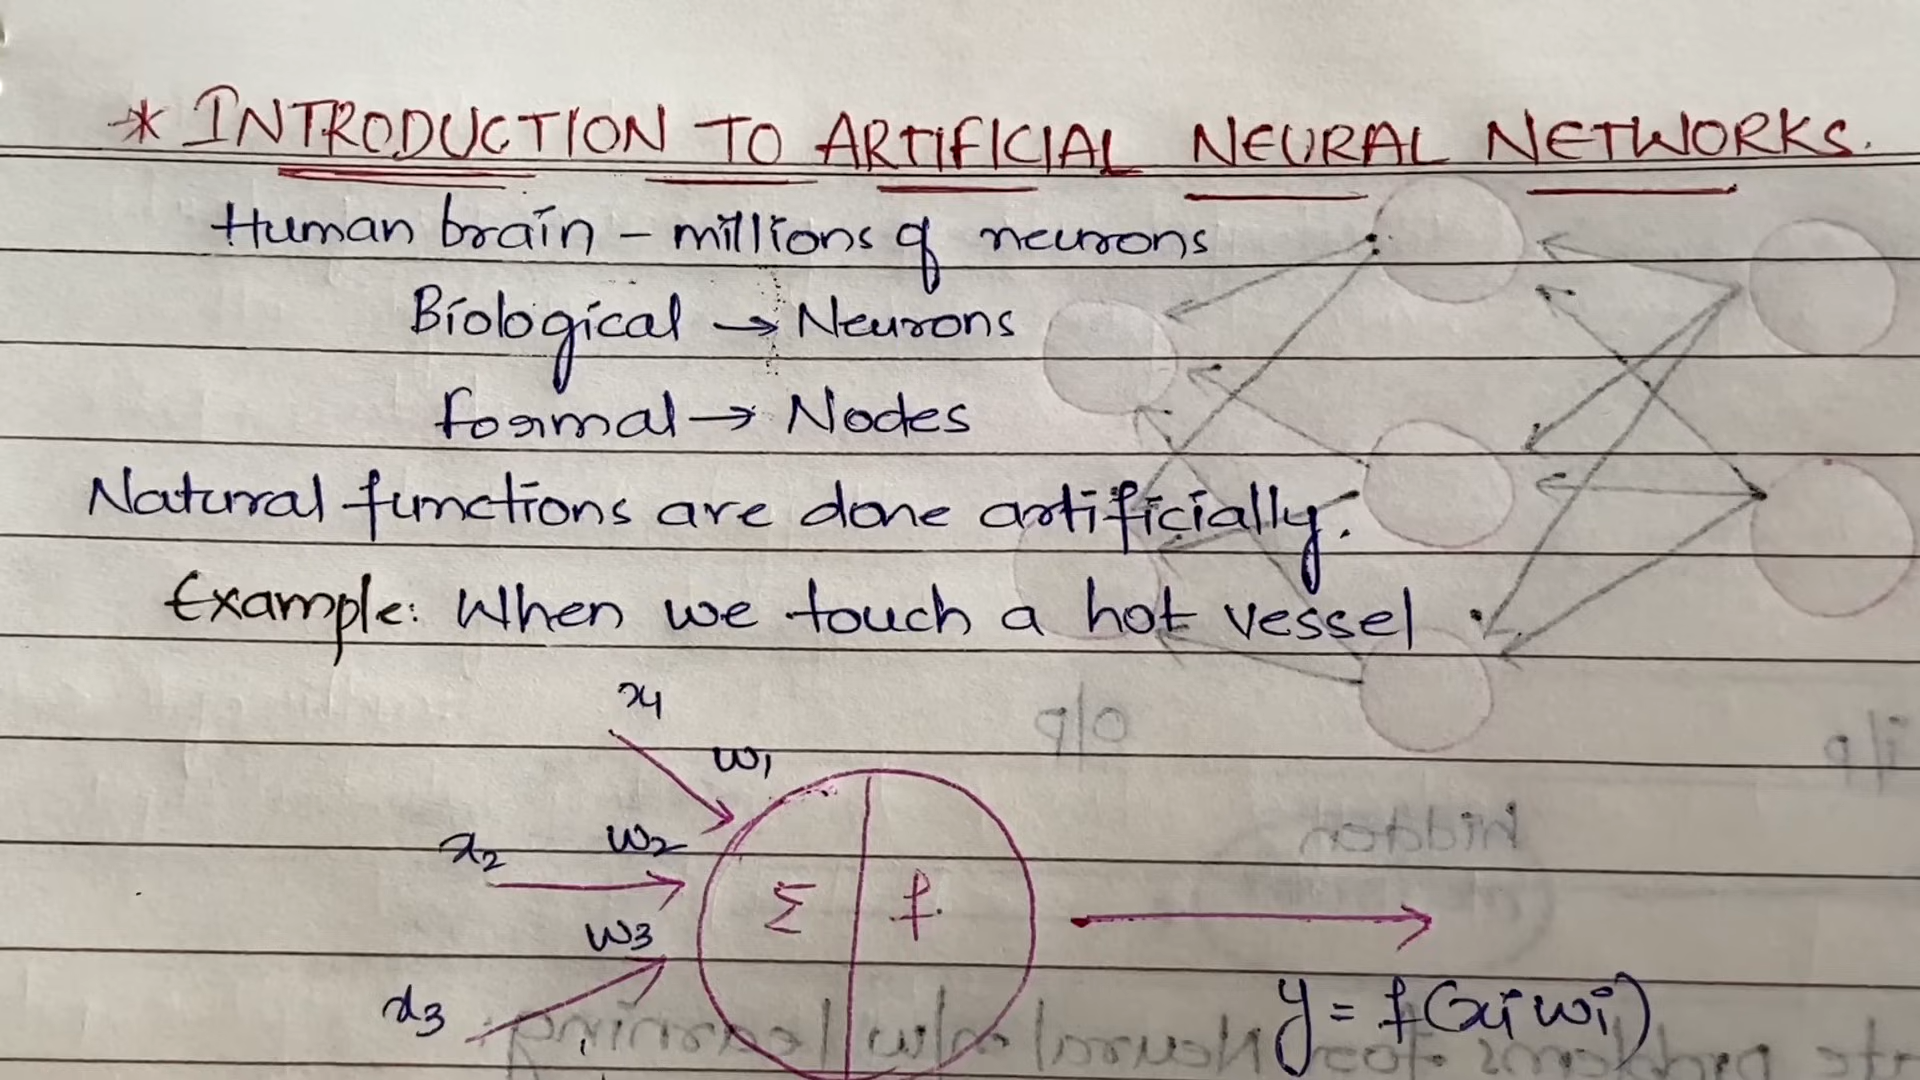 * INTRODUCTION TO ARTIFICIAL NEURAL NETWORKS.
Human brain - millions of neurons
Biological → Neurons
formal → Nodes
Natural functions are done artificially.
Example: When we touch a hot vessel.
x1
w1
x2 w2
w3
x3
Σ f
y = f(xi wi)
o/p
i/p
hidden